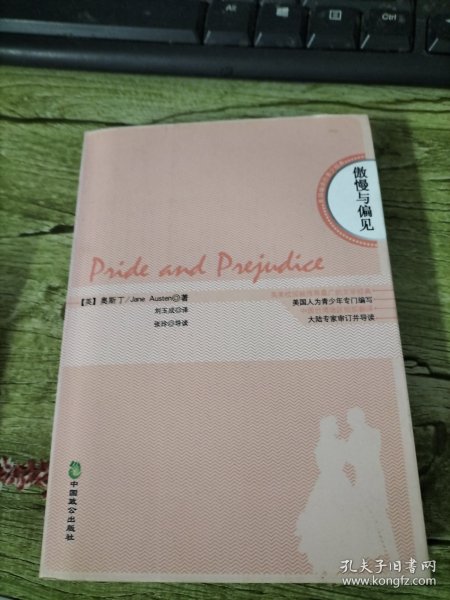 Alt
Ctrl
傲慢与偏见
Pride and Prejudice
【英】奥斯丁/Jane Austen◎著
刘玉成◎译
张玲◎导读
美国人为青少年专门编写
大陆专家审订并导读
中国致公出版社
孔夫子旧书网
www.kongfz.com